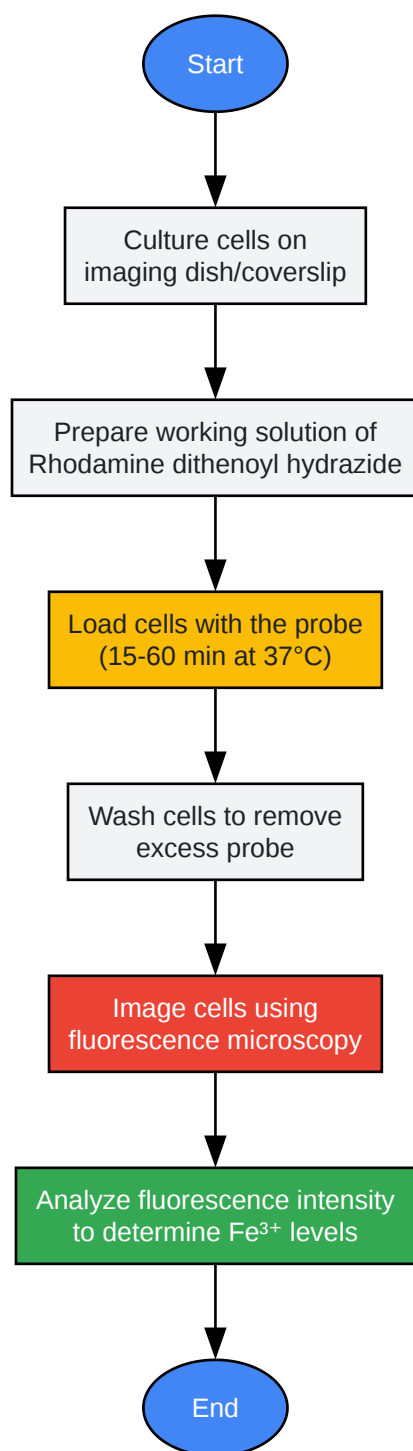 Start
Culture cells on
imaging dish/coverslip
Prepare working solution of
Rhodamine dithenoyl hydrazide
Load cells with the probe
(15-60 min at 37°C)
Wash cells to remove
excess probe
Image cells using
fluorescence microscopy
Analyze fluorescence intensity
to determine Fe³⁺ levels
End